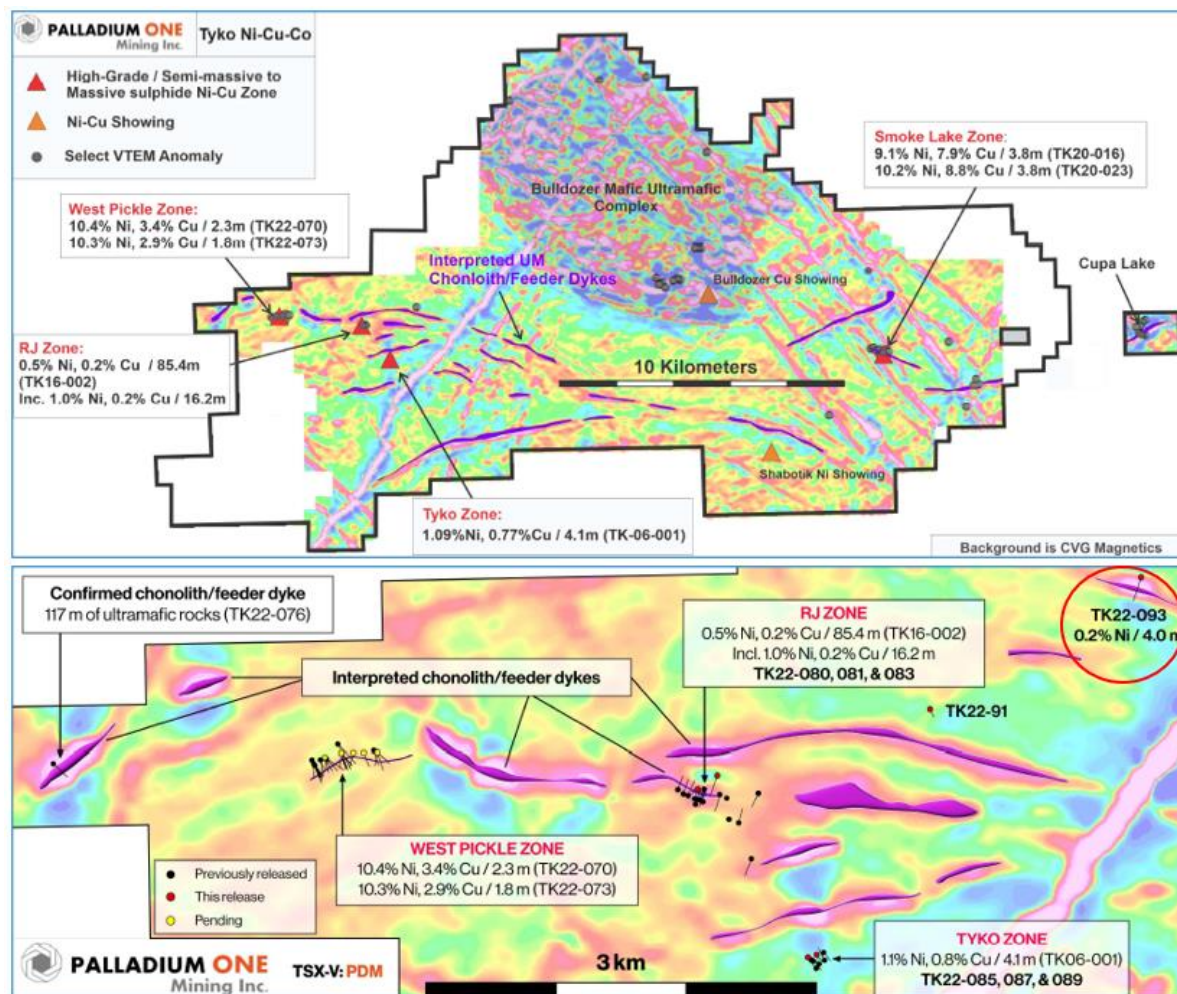 PALLADIUM ONE
Mining Inc.
Tyko Ni-Cu-Co
High-Grade / Semi-massive to
Massive sulphide Ni-Cu Zone
Ni-Cu Showing
Select VTEM Anomaly
Smoke Lake Zone:
9.1% Ni, 7.9% Cu / 3.8m (TK20-016)
10.2% Ni, 8.8% Cu / 3.8m (TK20-023)
Bulldozer Mafic Ultramafic
Complex
West Pickle Zone:
10.4% Ni, 3.4% Cu / 2.3m (TK22-070)
10.3% Ni, 2.9% Cu / 1.8m (TK22-073)
Interpreted UM
Chonloith/Feeder Dykes
Bulldozer Cu Showing
Cupa Lake
RJ Zone:
0.5% Ni, 0.2% Cu / 85.4m
(TK16-002)
Inc. 1.0% Ni, 0.2% Cu / 16.2m
10 Kilometers
Shabotik Ni Showing
Tyko Zone:
1.09%Ni, 0.77%Cu / 4.1m (TK-06-001)
Background is CVG Magnetics
Confirmed chonolith/feeder dyke
117 m of ultramafic rocks (TK22-076)
RJ ZONE
0.5% Ni, 0.2% Cu / 85.4 m (TK16-002)
Incl. 1.0% Ni, 0.2% Cu / 16.2 m
TK22-080, 081, & 083
TK22-093
0.2% Ni / 4.0 m
Interpreted chonolith/feeder dykes
TK22-91
WEST PICKLE ZONE
10.4% Ni, 3.4% Cu / 2.3 m (TK22-070)
10.3% Ni, 2.9% Cu / 1.8 m (TK22-073)
Previously released
This release
Pending
PALLADIUM ONE
Mining Inc.
TSX-V: PDM
3 km
TYKO ZONE
1.1% Ni, 0.8% Cu / 4.1 m (TK06-001)
TK22-085, 087, & 089